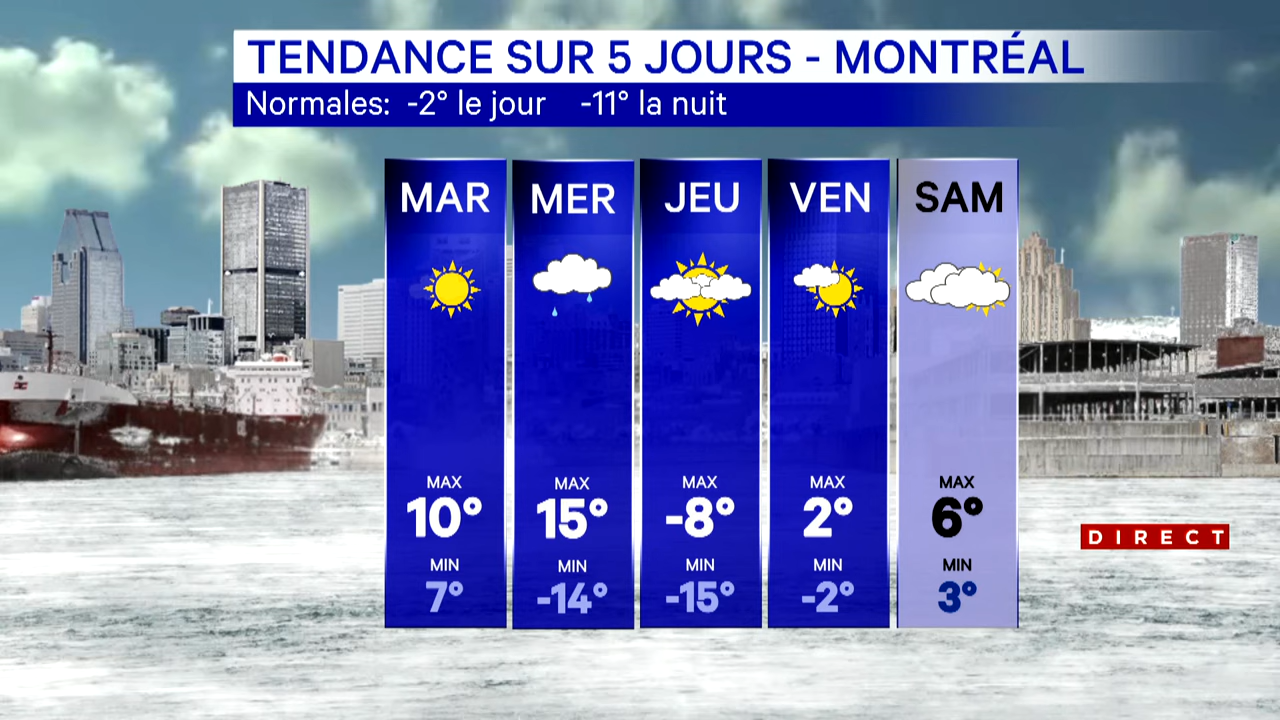 TENDANCE SUR 5 JOURS - MONTRÉAL
Normales: -2° le jour -11° la nuit
MAR
MAX
10°
MIN
7°
MER
MAX
15°
MIN
-14°
JEU
MAX
-8°
MIN
-15°
VEN
MAX
2°
MIN
-2°
SAM
MAX
6°
MIN
3°
DIRECT